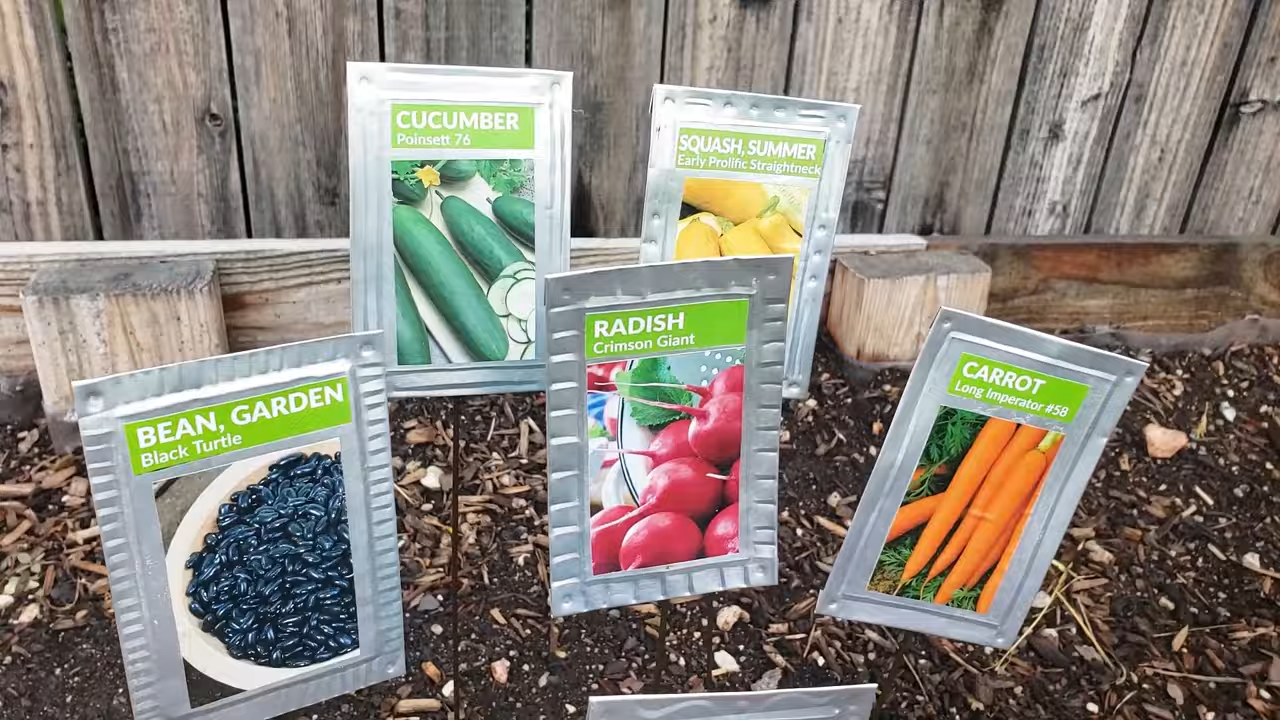 CUCUMBER
Poinsett 76
SQUASH, SUMMER
Early Prolific Straightneck
RADISH
Crimson Giant
BEAN, GARDEN
Black Turtle
CARROT
Long Imperator #58